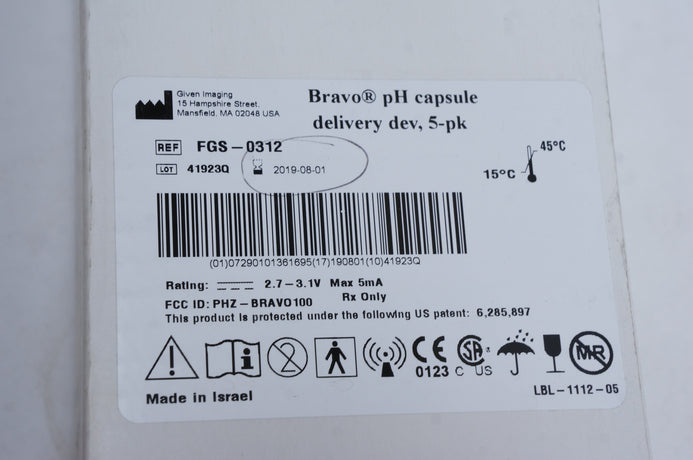 Given Imaging
15 Hampshire Street,
Mansfield, MA 02048 USA
Bravo® pH capsule
delivery dev, 5-pk
REF FGS-0312
LOT 41923Q 2019-08-01
15°C 45°C
(01)07290101361695(17)190801(10)41923Q
Rating: 2.7-3.1V Max 5mA
FCC ID: PHZ-BRAVO100 Rx Only
This product is protected under the following US patent: 6,285,897
i 2 CE 0123 SA® C US MR
Made in Israel
LBL-1112-05